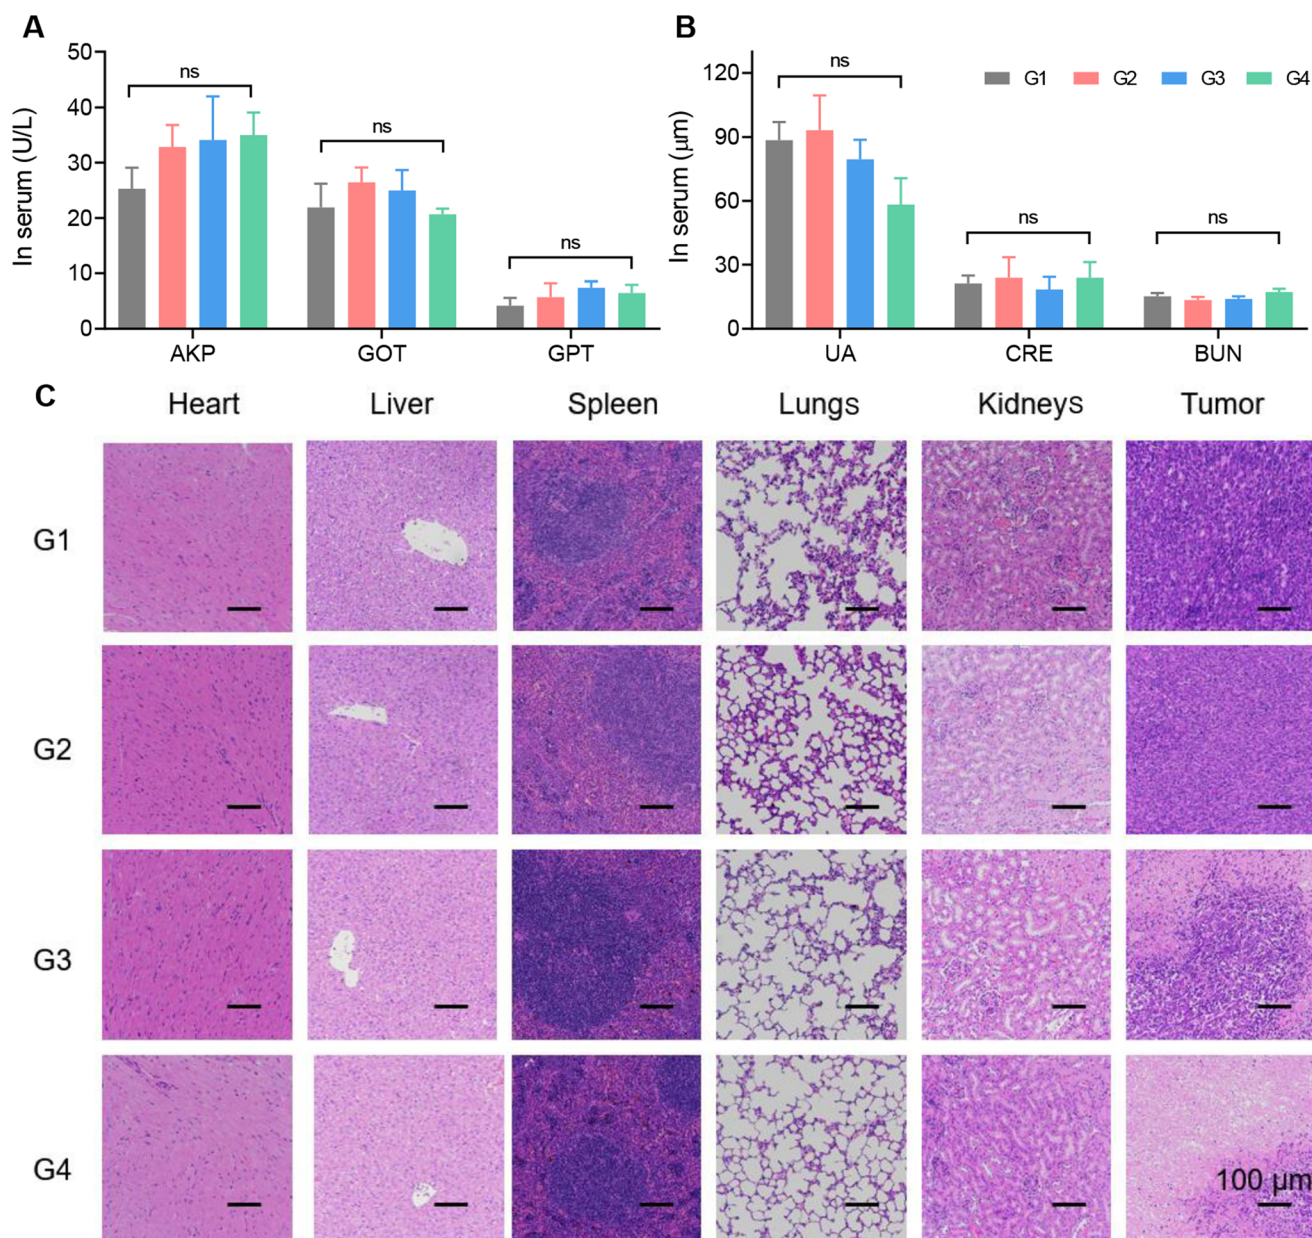 A
50
40
30
20
10
0
In serum (U/L)
ns
ns
ns
AKP GOT GPT
B
120
90
60
30
0
In serum (μm)
ns
ns
ns
G1 G2 G3 G4
UA CRE BUN
C
Heart Liver Spleen Lungs Kidneys Tumor
G1
G2
G3
G4
100 μm